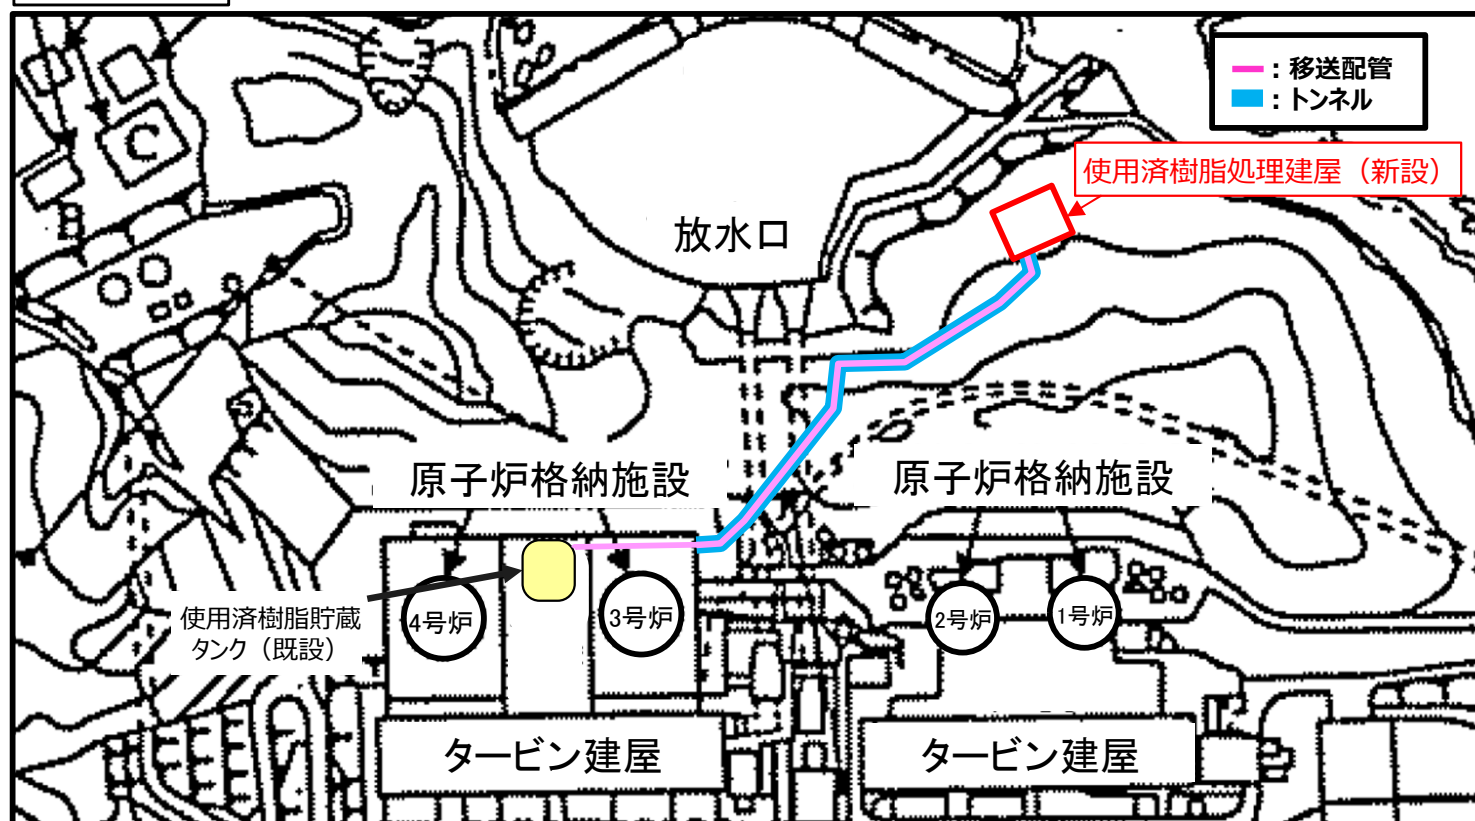 ：移送配管
：トンネル
使用済樹脂処理建屋（新設）
放水口
原子炉格納施設
原子炉格納施設
使用済樹脂貯蔵
タンク（既設）
4号炉
3号炉
2号炉
1号炉
タービン建屋
タービン建屋